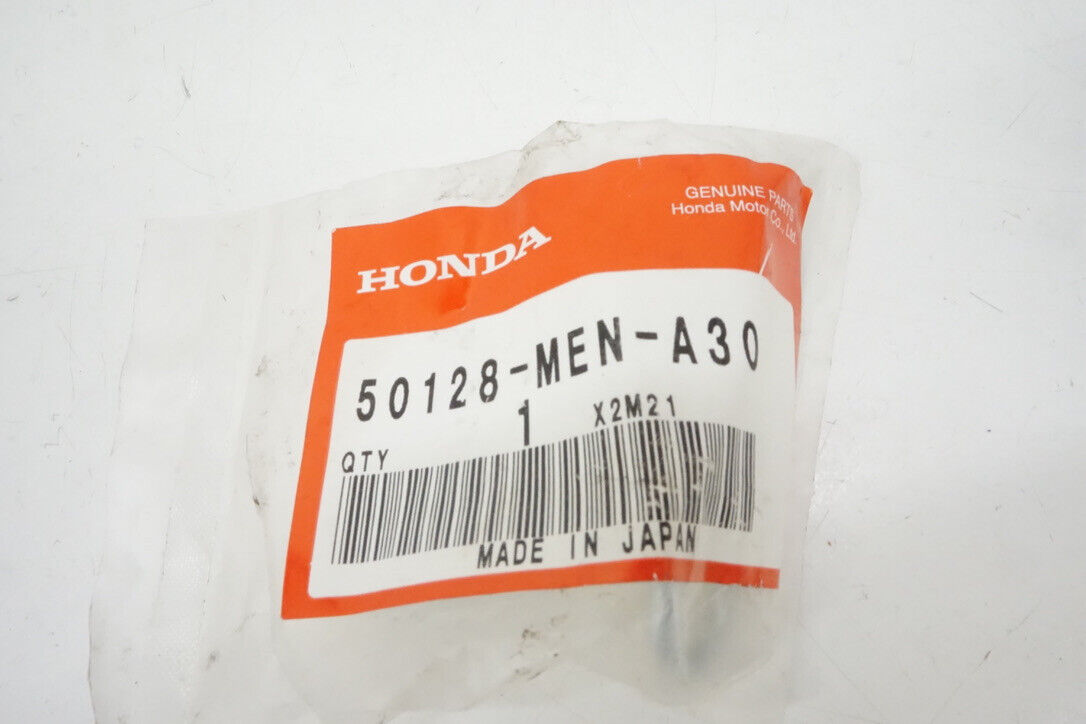 GENUINE PARTS
Honda Motor Co., Ltd.
HONDA
50128-MEN-A30
QTY 1 X2M21
MADE IN JAPAN